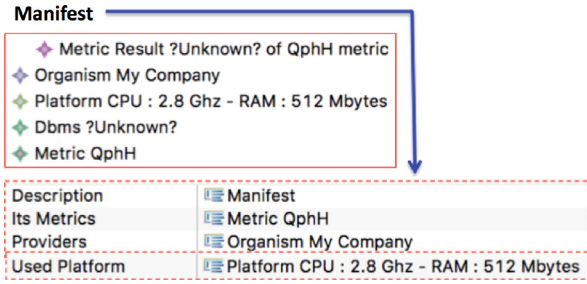 Manifest
Metric Result ?Unknown? of QphH metric
Organism My Company
Platform CPU : 2.8 Ghz - RAM : 512 Mbytes
Dbms ?Unknown?
Metric QphH
Description Manifest
Its Metrics Metric QphH
Providers Organism My Company
Used Platform Platform CPU : 2.8 Ghz - RAM : 512 Mbytes